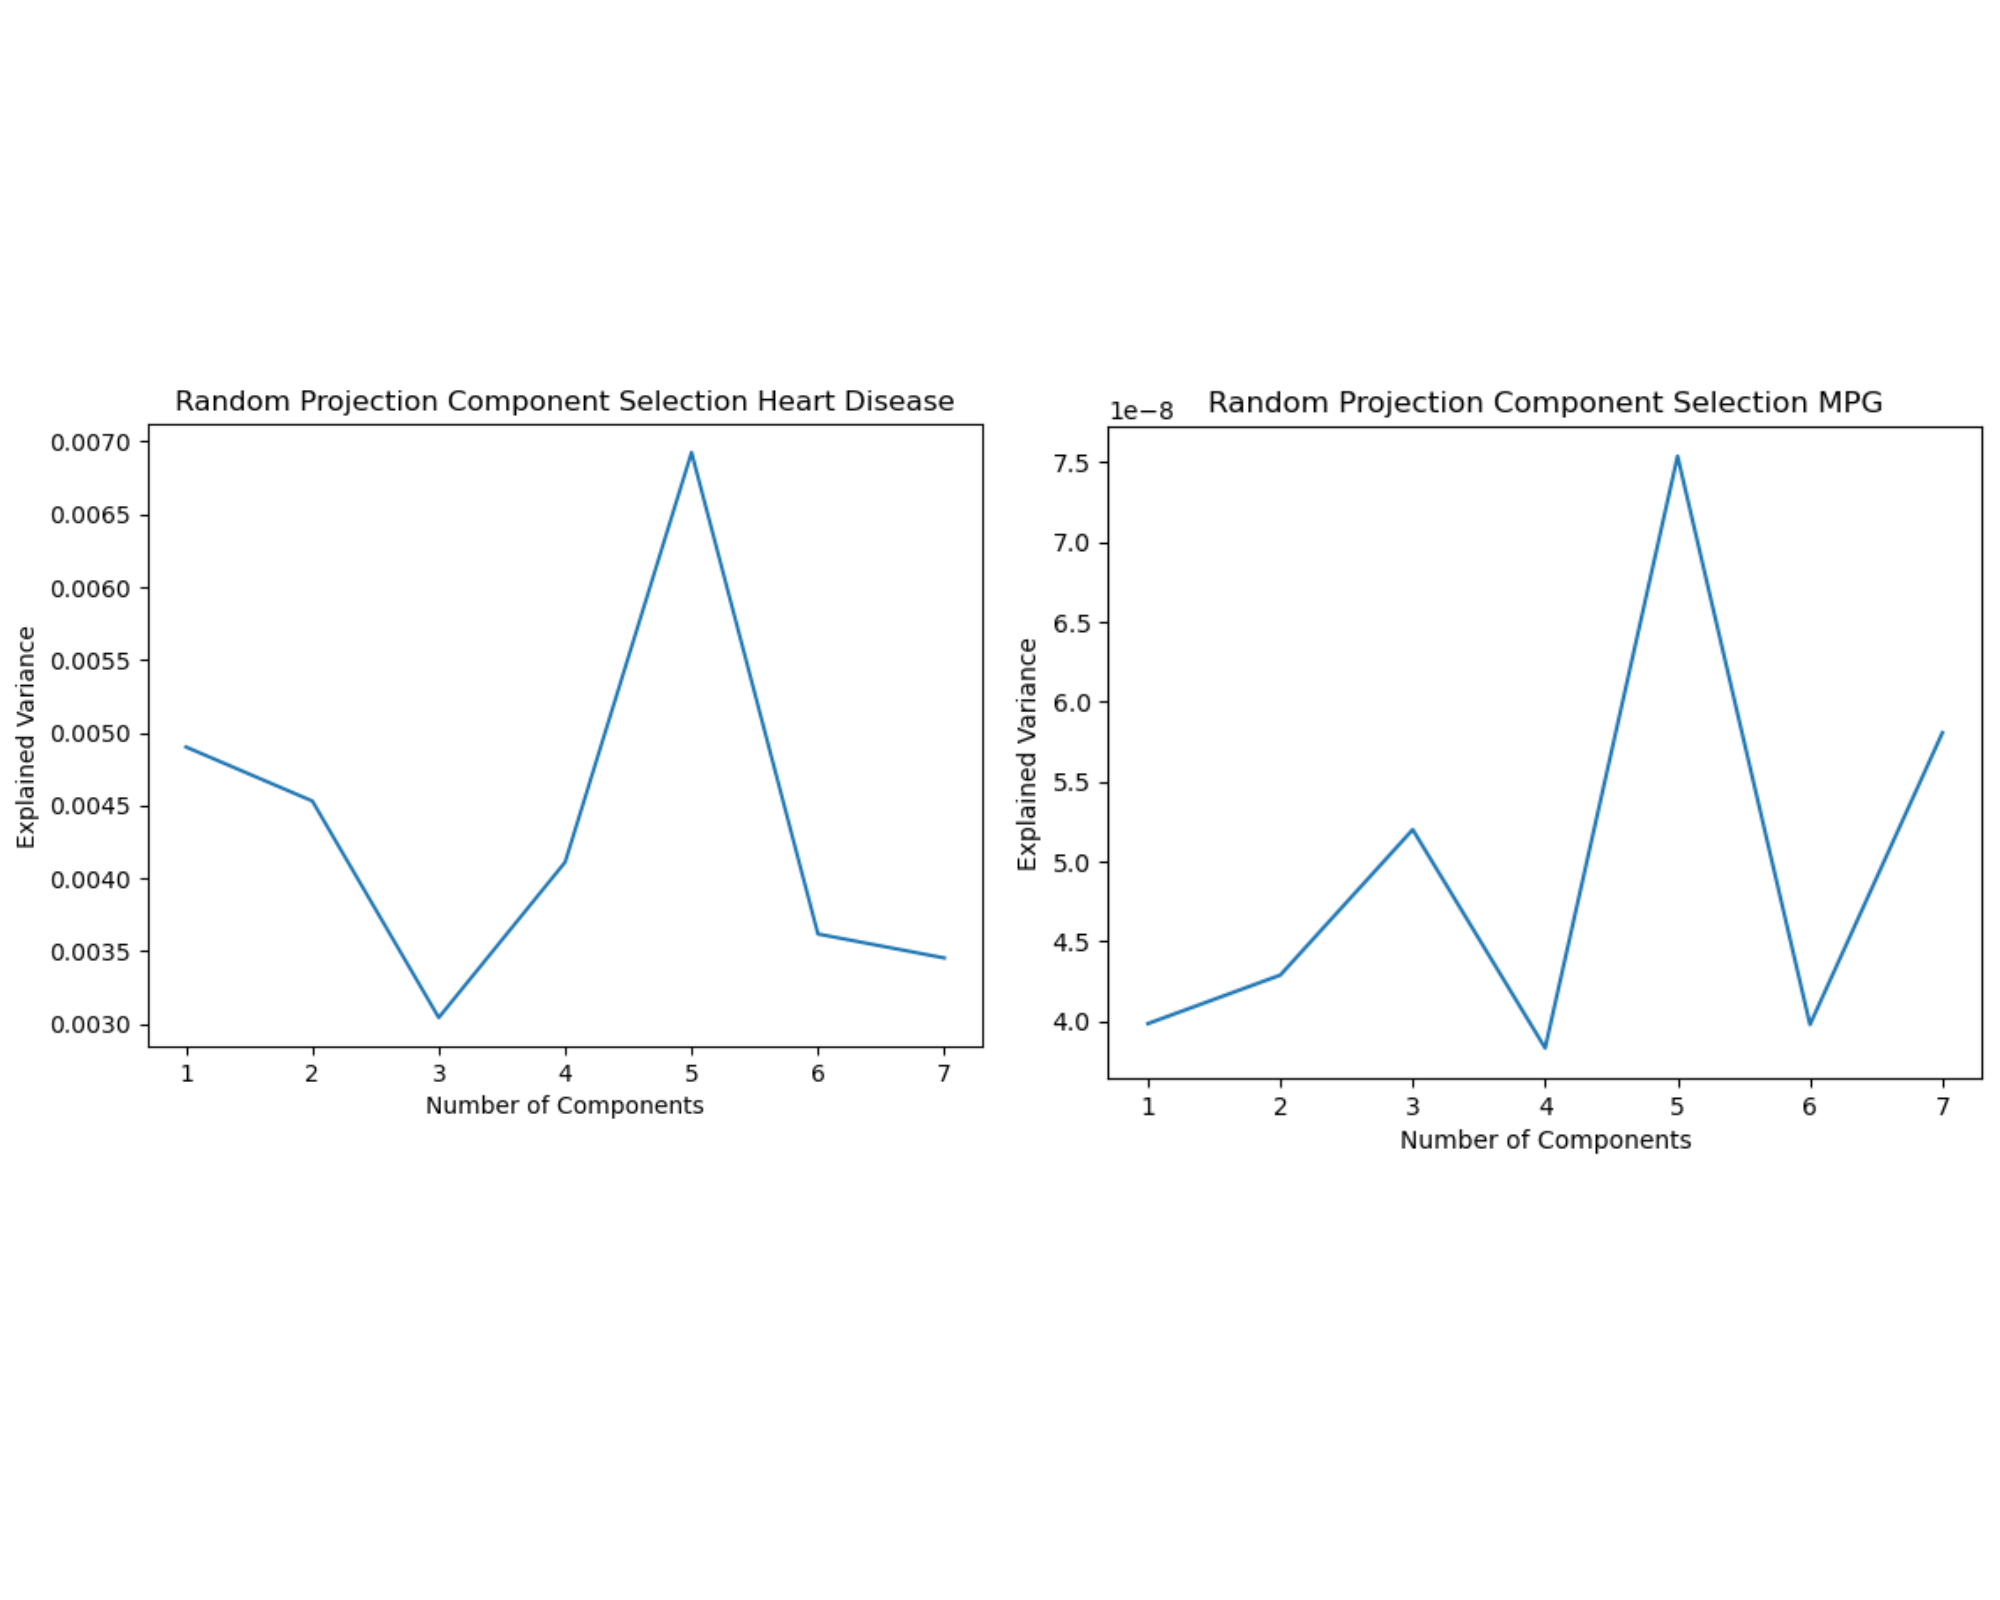 Random Projection Component Selection Heart Disease
0.0070
0.0065
0.0060
0.0055
0.0050
0.0045
0.0040
0.0035
0.0030
Explained Variance
1 2 3 4 5 6 7
Number of Components
1e−8 Random Projection Component Selection MPG
7.5
7.0
6.5
6.0
5.5
5.0
4.5
4.0
Explained Variance
1 2 3 4 5 6 7
Number of Components